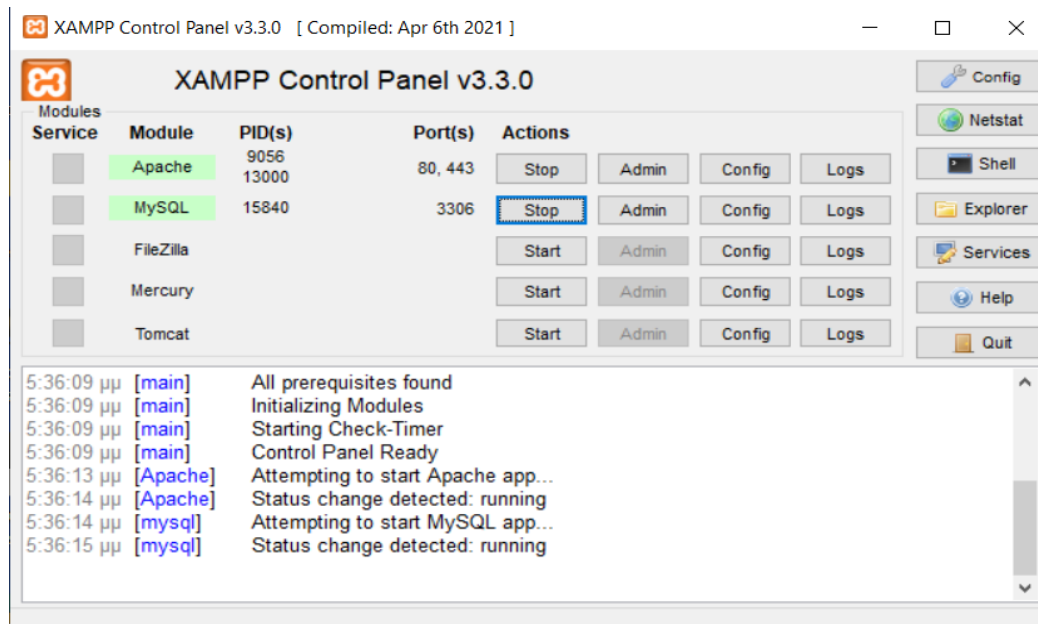 XAMPP Control Panel v3.3.0 [ Compiled: Apr 6th 2021 ]
XAMPP Control Panel v3.3.0
Config
Modules
Service Module PID(s) Port(s) Actions
Netstat
Apache 9056 13000 80, 443 Stop Admin Config Logs
Shell
MySQL 15840 3306 Stop Admin Config Logs
Explorer
FileZilla Start Admin Config Logs
Services
Mercury Start Admin Config Logs
Help
Tomcat Start Admin Config Logs
Quit
5:36:09 μμ [main] All prerequisites found
5:36:09 μμ [main] Initializing Modules
5:36:09 μμ [main] Starting Check-Timer
5:36:09 μμ [main] Control Panel Ready
5:36:13 μμ [Apache] Attempting to start Apache app...
5:36:14 μμ [Apache] Status change detected: running
5:36:14 μμ [mysql] Attempting to start MySQL app...
5:36:15 μμ [mysql] Status change detected: running